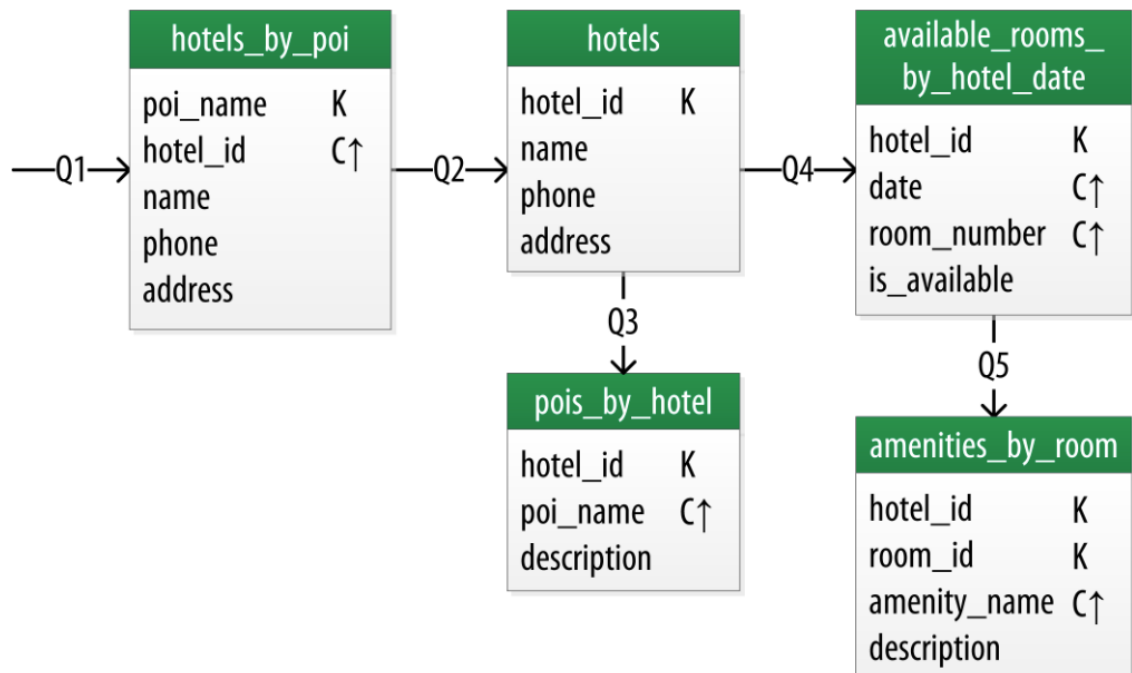 hotels_by_poi
poi_name K
hotel_id C↑
name
phone
address
Q1
Q2
hotels
hotel_id K
name
phone
address
Q3
pois_by_hotel
hotel_id K
poi_name C↑
description
Q4
available_rooms_
by_hotel_date
hotel_id K
date C↑
room_number C↑
is_available
Q5
amenities_by_room
hotel_id K
room_id K
amenity_name C↑
description